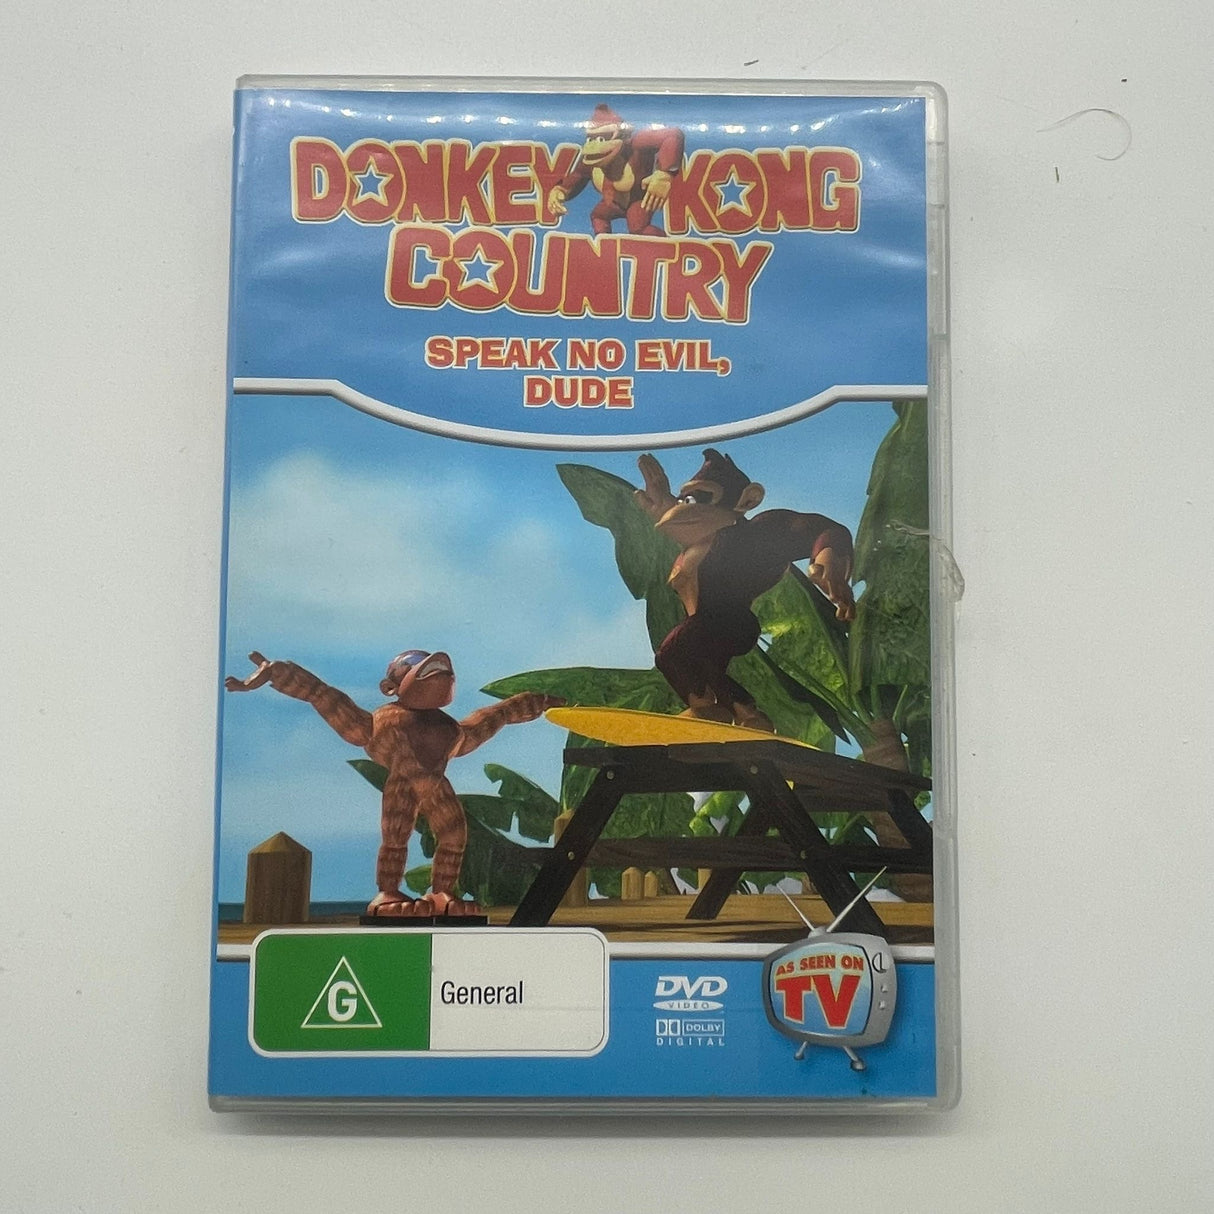 DONKEY KONG
COUNTRY
SPEAK NO EVIL,
DUDE
G
General
DVD
VIDEO
DOLBY
DIGITAL
AS SEEN ON
TV